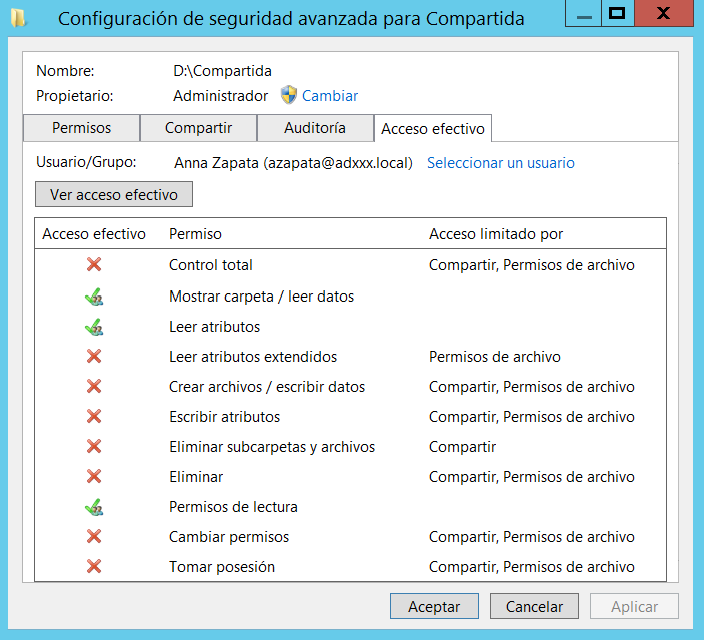 Configuración de seguridad avanzada para Compartida
Nombre: D:\Compartida
Propietario: Administrador Cambiar
Permisos Compartir Auditoría Acceso efectivo
Usuario/Grupo: Anna Zapata (azapata@adxxx.local) Seleccionar un usuario
Ver acceso efectivo
Acceso efectivo Permiso Acceso limitado por
Control total Compartir, Permisos de archivo
Mostrar carpeta / leer datos
Leer atributos
Leer atributos extendidos Permisos de archivo
Crear archivos / escribir datos Compartir, Permisos de archivo
Escribir atributos Compartir, Permisos de archivo
Eliminar subcarpetas y archivos Compartir
Eliminar Compartir, Permisos de archivo
Permisos de lectura
Cambiar permisos Compartir, Permisos de archivo
Tomar posesión Compartir, Permisos de archivo
Aceptar Cancelar Aplicar